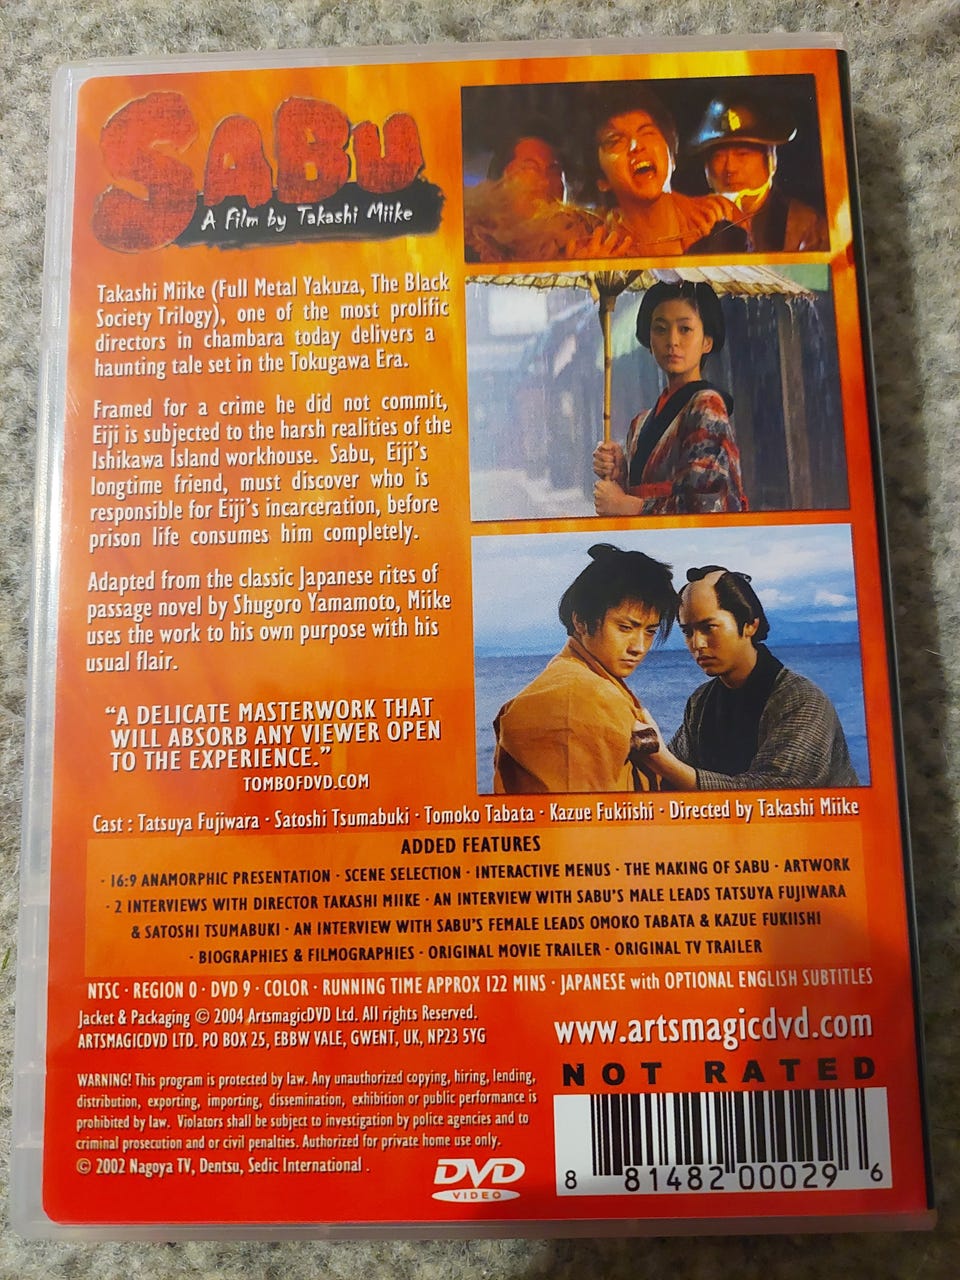 SABU
A Film by Takashi Miike
Takashi Miike (Full Metal Yakuza, The Black
Society Trilogy), one of the most prolific
directors in chambara today delivers a
haunting tale set in the Tokugawa Era.
Framed for a crime he did not commit,
Eiji is subjected to the harsh realities of the
Ishikawa Island workhouse. Sabu, Eiji's
longtime friend, must discover who is
responsible for Eiji's incarceration, before
prison life consumes him completely.
Adapted from the classic Japanese rites of
passage novel by Shugoro Yamamoto, Miike
uses the work to his own purpose with his
usual flair.
"A DELICATE MASTERWORK THAT
WILL ABSORB ANY VIEWER OPEN
TO THE EXPERIENCE."
TOMBOFDVD.COM
Cast : Tatsuya Fujiwara · Satoshi Tsumabuki · Tomoko Tabata · Kazue Fukiishi · Directed by Takashi Miike
ADDED FEATURES
· 16:9 ANAMORPHIC PRESENTATION · SCENE SELECTION · INTERACTIVE MENUS · THE MAKING OF SABU · ARTWORK
· 2 INTERVIEWS WITH DIRECTOR TAKASHI MIIKE · AN INTERVIEW WITH SABU'S MALE LEADS TATSUYA FUJIWARA
& SATOSHI TSUMABUKI · AN INTERVIEW WITH SABU'S FEMALE LEADS OMOKO TABATA & KAZUE FUKIISHI
· BIOGRAPHIES & FILMOGRAPHIES · ORIGINAL MOVIE TRAILER · ORIGINAL TV TRAILER
NTSC · REGION 0 · DVD 9 · COLOR · RUNNING TIME APPROX 122 MINS · JAPANESE with OPTIONAL ENGLISH SUBTITLES
Jacket & Packaging © 2004 ArtsmagicDVD Ltd. All rights Reserved.
ARTSMAGICDVD LTD. PO BOX 25, EBBW VALE, GWENT, UK, NP23 5YG
www.artsmagicdvd.com
NOT RATED
WARNING! This program is protected by law. Any unauthorized copying, hiring, lending,
distribution, exporting, importing, dissemination, exhibition or public performance is
prohibited by law. Violators shall be subject to investigation by police agencies and to
criminal prosecution and or civil penalties. Authorized for private home use only.
© 2002 Nagoya TV, Dentsu, Sedic International .
DVD
VIDEO
8 81482 00029 6